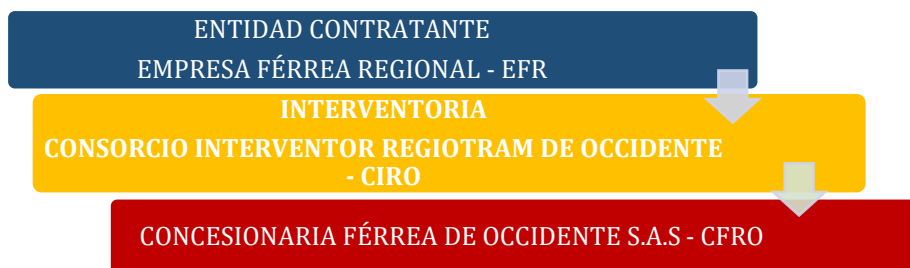 ENTIDAD CONTRATANTE
EMPRESA FÉRREA REGIONAL - EFR
INTERVENTORIA
CONSORCIO INTERVENTOR REGIOTRAM DE OCCIDENTE
- CIRO
CONCESIONARIA FÉRREA DE OCCIDENTE S.A.S - CFRO